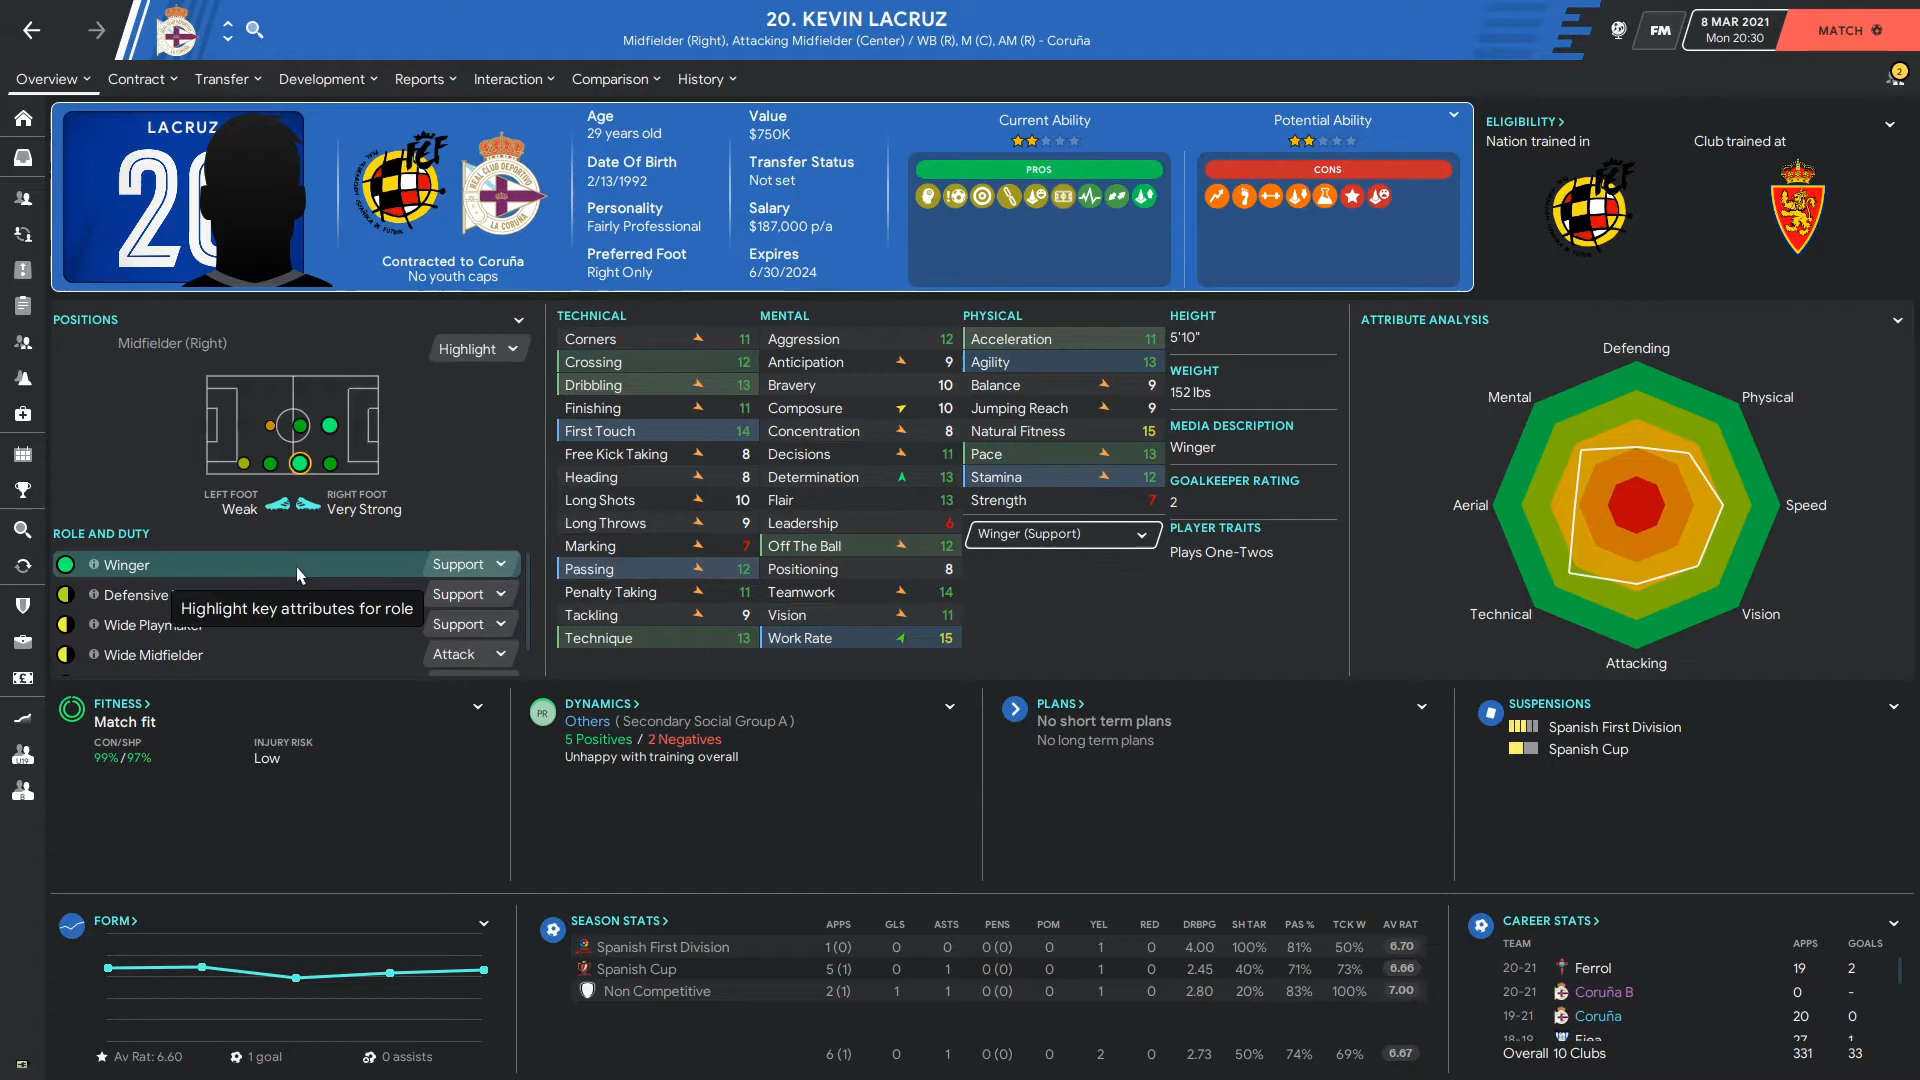 20. KEVIN LACRUZ
Midfielder (Right), Attacking Midfielder (Center) / WB (R), M (C), AM (R) - Coruña
FM
8 MAR 2021
Mon 20:30
MATCH
Overview
Contract
Transfer
Development
Reports
Interaction
Comparison
History
2
LACRUZ
20
Contracted to Coruña
No youth caps
Age
29 years old
Date Of Birth
2/13/1992
Personality
Fairly Professional
Preferred Foot
Right Only
Value
$750K
Transfer Status
Not set
Salary
$187,000 p/a
Expires
6/30/2024
Current Ability
PROS
Potential Ability
CONS
ELIGIBILITY >
Nation trained in
Club trained at
POSITIONS
Midfielder (Right)
Highlight
LEFT FOOT
Weak
RIGHT FOOT
Very Strong
ROLE AND DUTY
Winger Support
Defensive Support
Highlight key attributes for role
Wide Playmaker Support
Wide Midfielder Attack
TECHNICAL
Corners 11
Crossing 12
Dribbling 13
Finishing 11
First Touch 14
Free Kick Taking 8
Heading 8
Long Shots 10
Long Throws 9
Marking 7
Passing 12
Penalty Taking 11
Tackling 9
Technique 13
MENTAL
Aggression 12
Anticipation 9
Bravery 10
Composure 10
Concentration 8
Decisions 11
Determination 13
Flair 13
Leadership 6
Off The Ball 12
Positioning 8
Teamwork 14
Vision 11
Work Rate 15
PHYSICAL
Acceleration 11
Agility 13
Balance 9
Jumping Reach 9
Natural Fitness 15
Pace 13
Stamina 12
Strength 7
Winger (Support)
HEIGHT
5'10"
WEIGHT
152 lbs
MEDIA DESCRIPTION
Winger
GOALKEEPER RATING
2
PLAYER TRAITS
Plays One-Twos
ATTRIBUTE ANALYSIS
Defending
Physical
Speed
Vision
Attacking
Technical
Aerial
Mental
FITNESS >
Match fit
CON/SHP
99% / 97%
INJURY RISK
Low
PR
DYNAMICS >
Others ( Secondary Social Group A )
5 Positives / 2 Negatives
Unhappy with training overall
PLANS >
No short term plans
No long term plans
SUSPENSIONS
Spanish First Division
Spanish Cup
FORM >
Av Rat: 6.60
1 goal
0 assists
SEASON STATS > APPS GLS ASTS PENS POM YEL RED DRBPG SH TAR PAS % TCK W AV RAT
Spanish First Division 1 (0) 0 0 0 (0) 0 1 0 4.00 100% 81% 50% 6.70
Spanish Cup 5 (1) 0 1 0 (0) 0 1 0 2.45 40% 71% 73% 6.66
Non Competitive 2 (1) 1 1 0 (0) 0 1 0 2.80 20% 83% 100% 7.00
6 (1) 0 1 0 (0) 0 2 0 2.73 50% 74% 69% 6.67
CAREER STATS >
TEAM APPS GOALS
20-21 Ferrol 19 2
20-21 Coruña B 0 -
19-21 Coruña 20 0
18-19 Ejea 27 1
Overall 10 Clubs 331 33